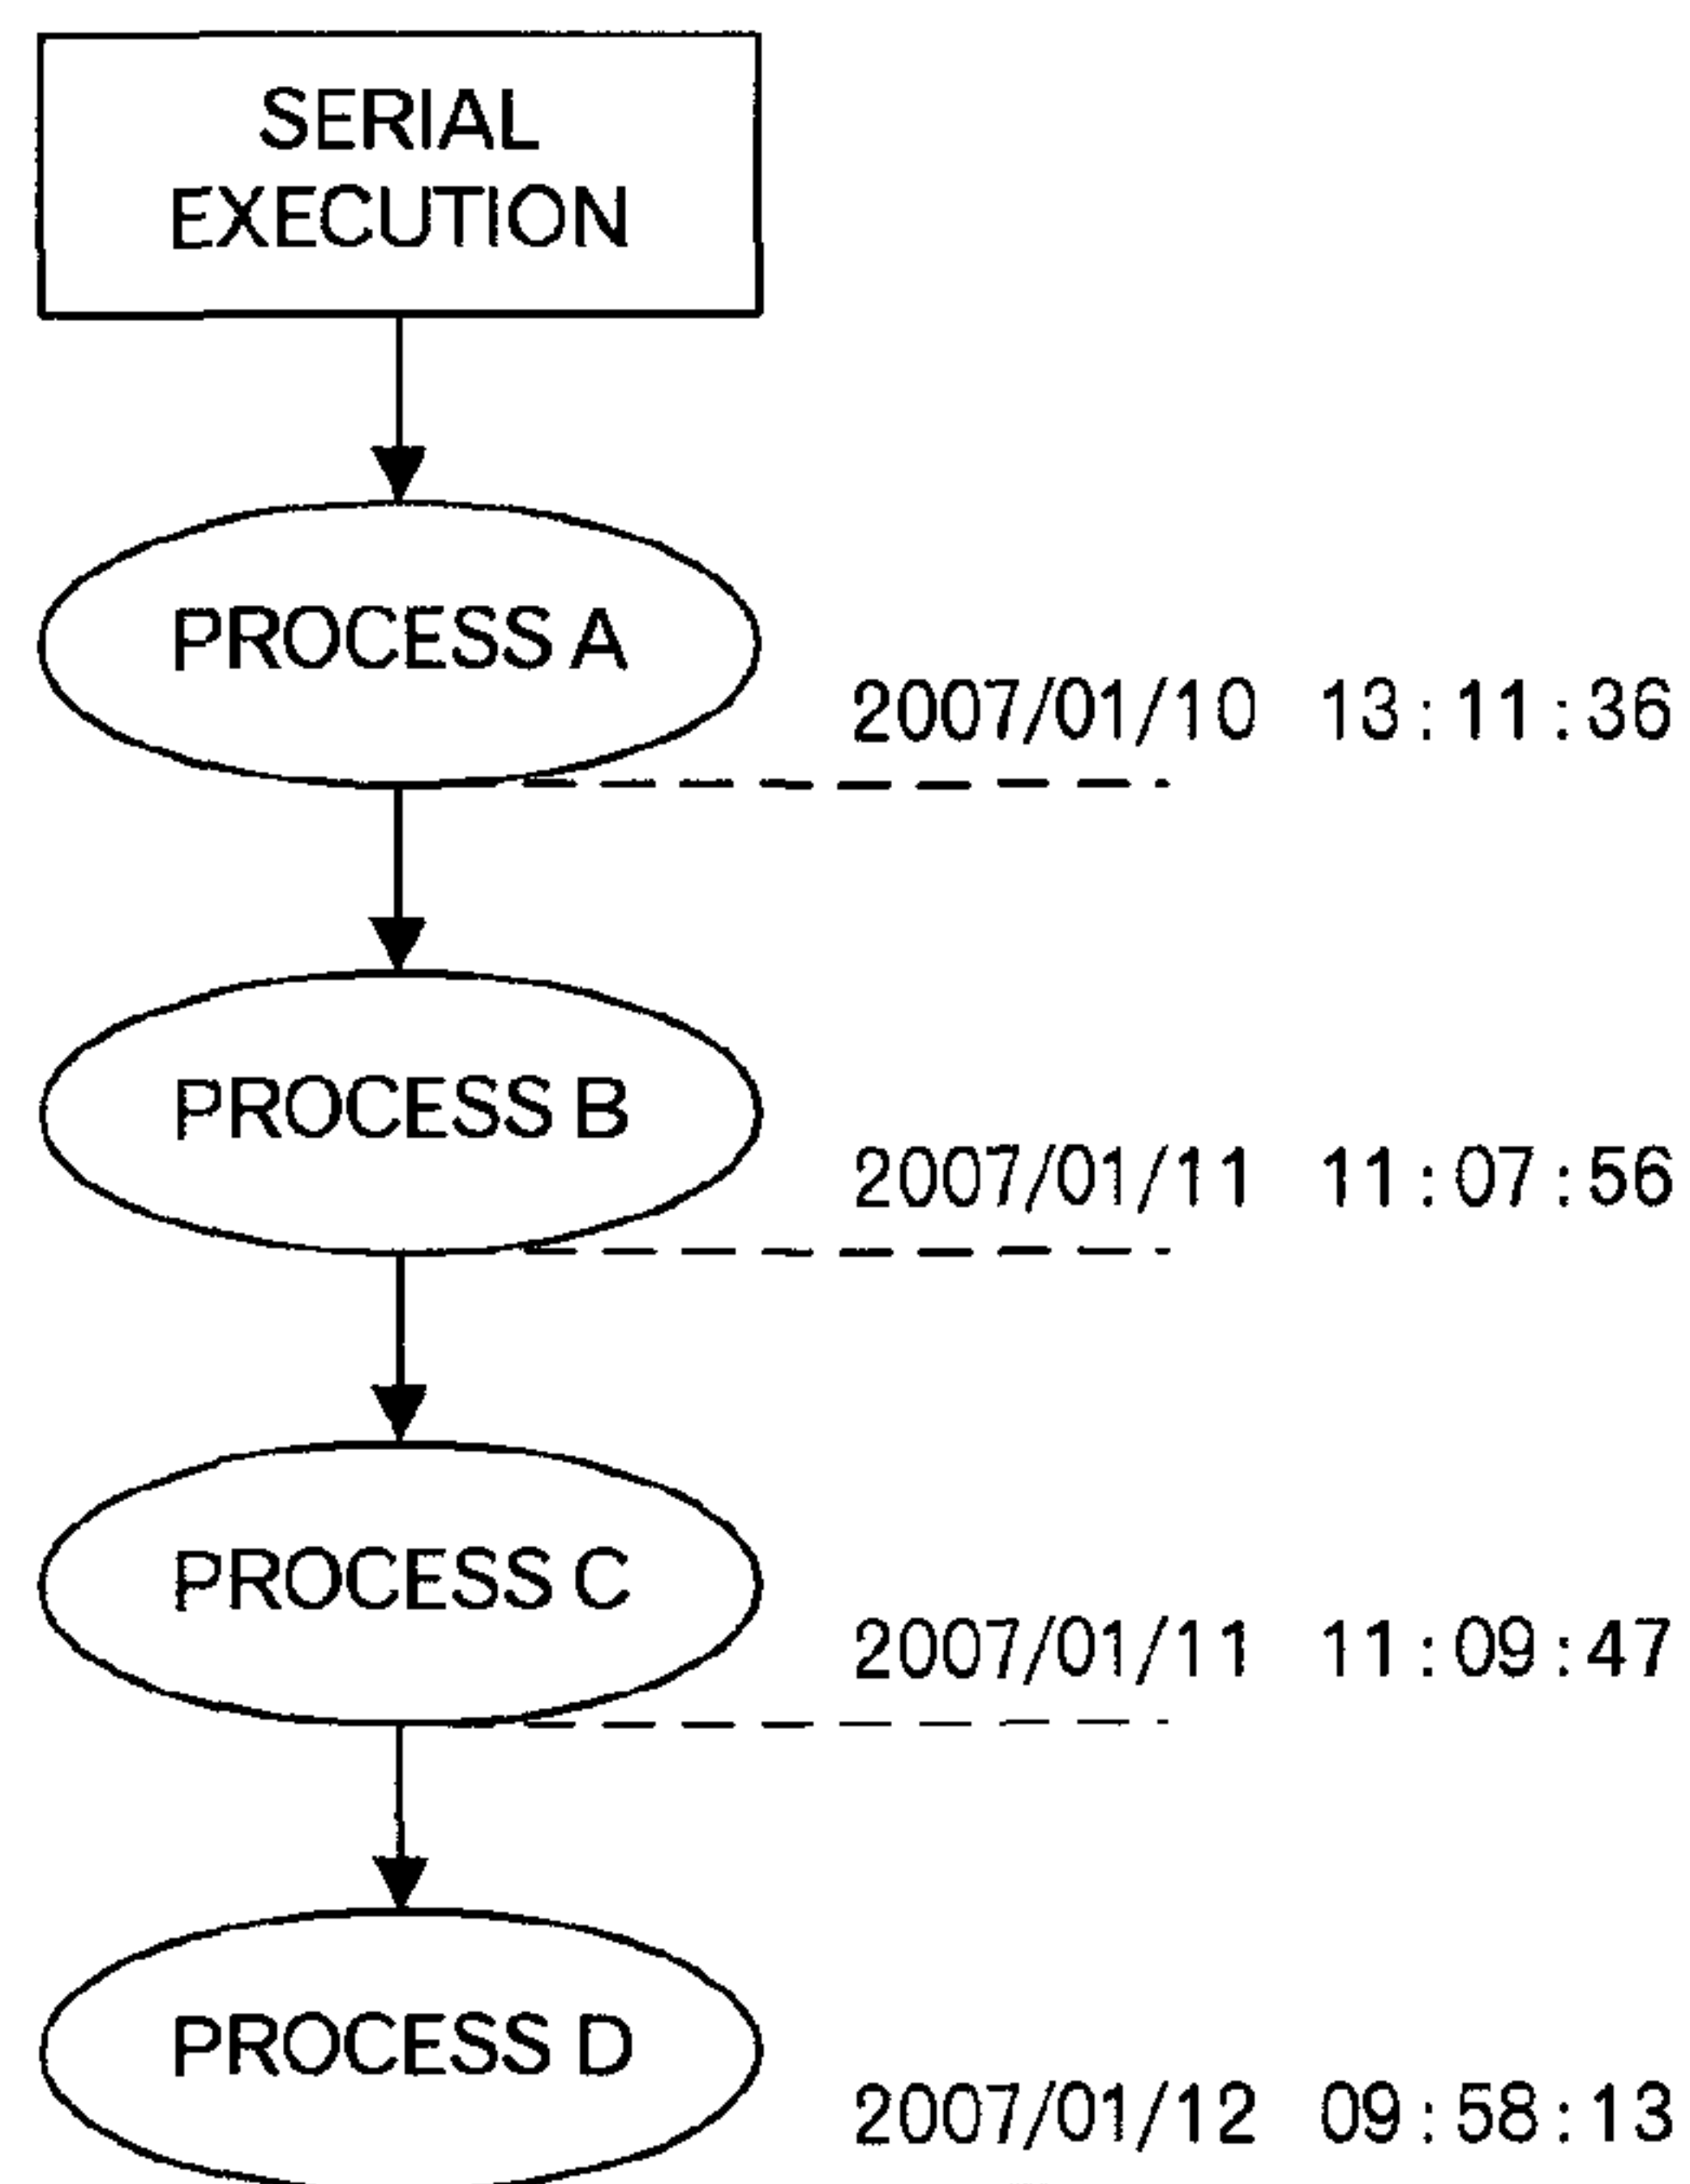 SERIAL
EXECUTION
PROCESS A
2007/01/10 13:11:36
PROCESS B
2007/01/11 11:07:56
PROCESS C
2007/01/11 11:09:47
PROCESS D
2007/01/12 09:58:13